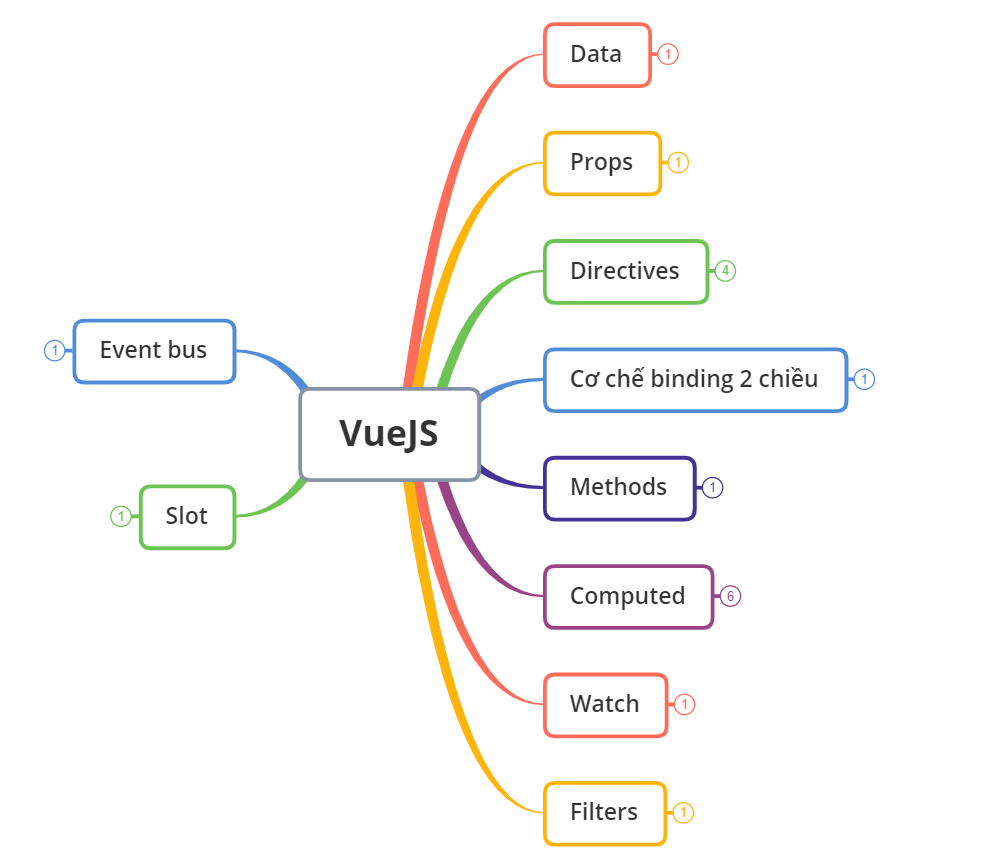 Data 1
Props 1
Directives 4
1 Event bus
Cơ chế binding 2 chiều 1
VueJS
Methods 1
1 Slot
Computed 6
Watch 1
Filters 1